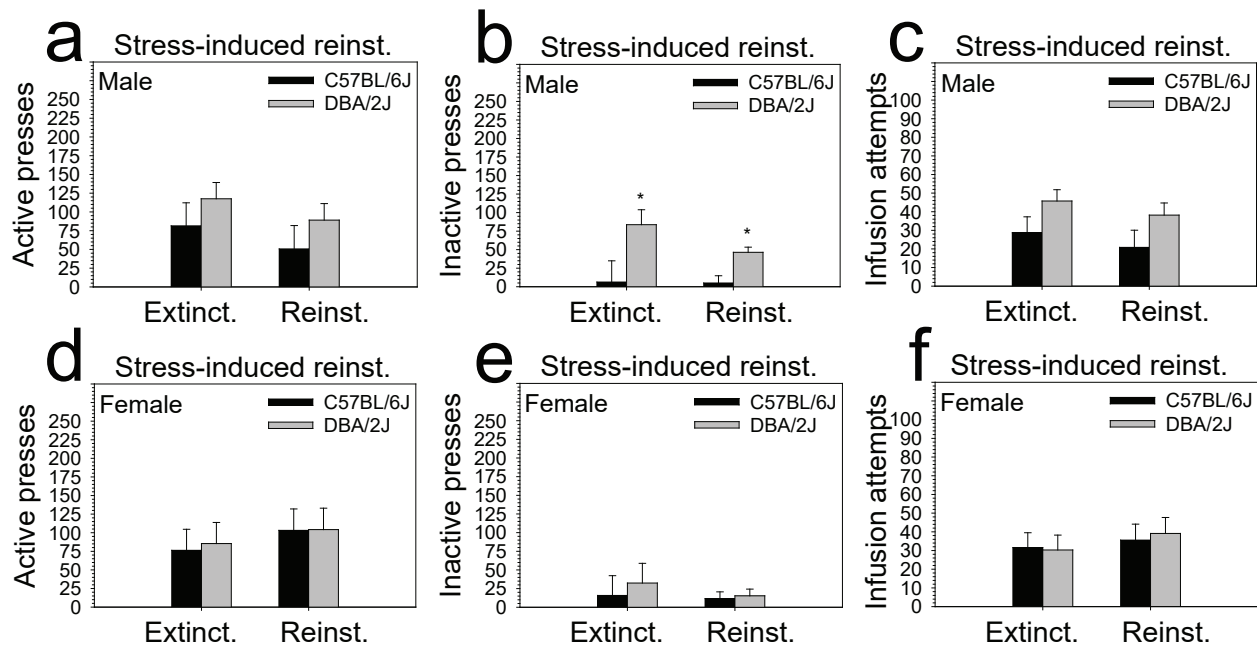 a
Stress-induced reinst.
Male
C57BL/6J
DBA/2J
Active presses
250
225
200
175
150
125
100
75
50
25
0
Extinct. Reinst.
b
Stress-induced reinst.
Male
C57BL/6J
DBA/2J
Inactive presses
250
225
200
175
150
125
100
75
50
25
0
*
*
Extinct. Reinst.
c
Stress-induced reinst.
Male
C57BL/6J
DBA/2J
Infusion attempts
100
90
80
70
60
50
40
30
20
10
0
Extinct. Reinst.
d
Stress-induced reinst.
Female
C57BL/6J
DBA/2J
Active presses
250
225
200
175
150
125
100
75
50
25
0
Extinct. Reinst.
e
Stress-induced reinst.
Female
C57BL/6J
DBA/2J
Inactive presses
250
225
200
175
150
125
100
75
50
25
0
Extinct. Reinst.
f
Stress-induced reinst.
Female
C57BL/6J
DBA/2J
Infusion attempts
100
90
80
70
60
50
40
30
20
10
0
Extinct. Reinst.